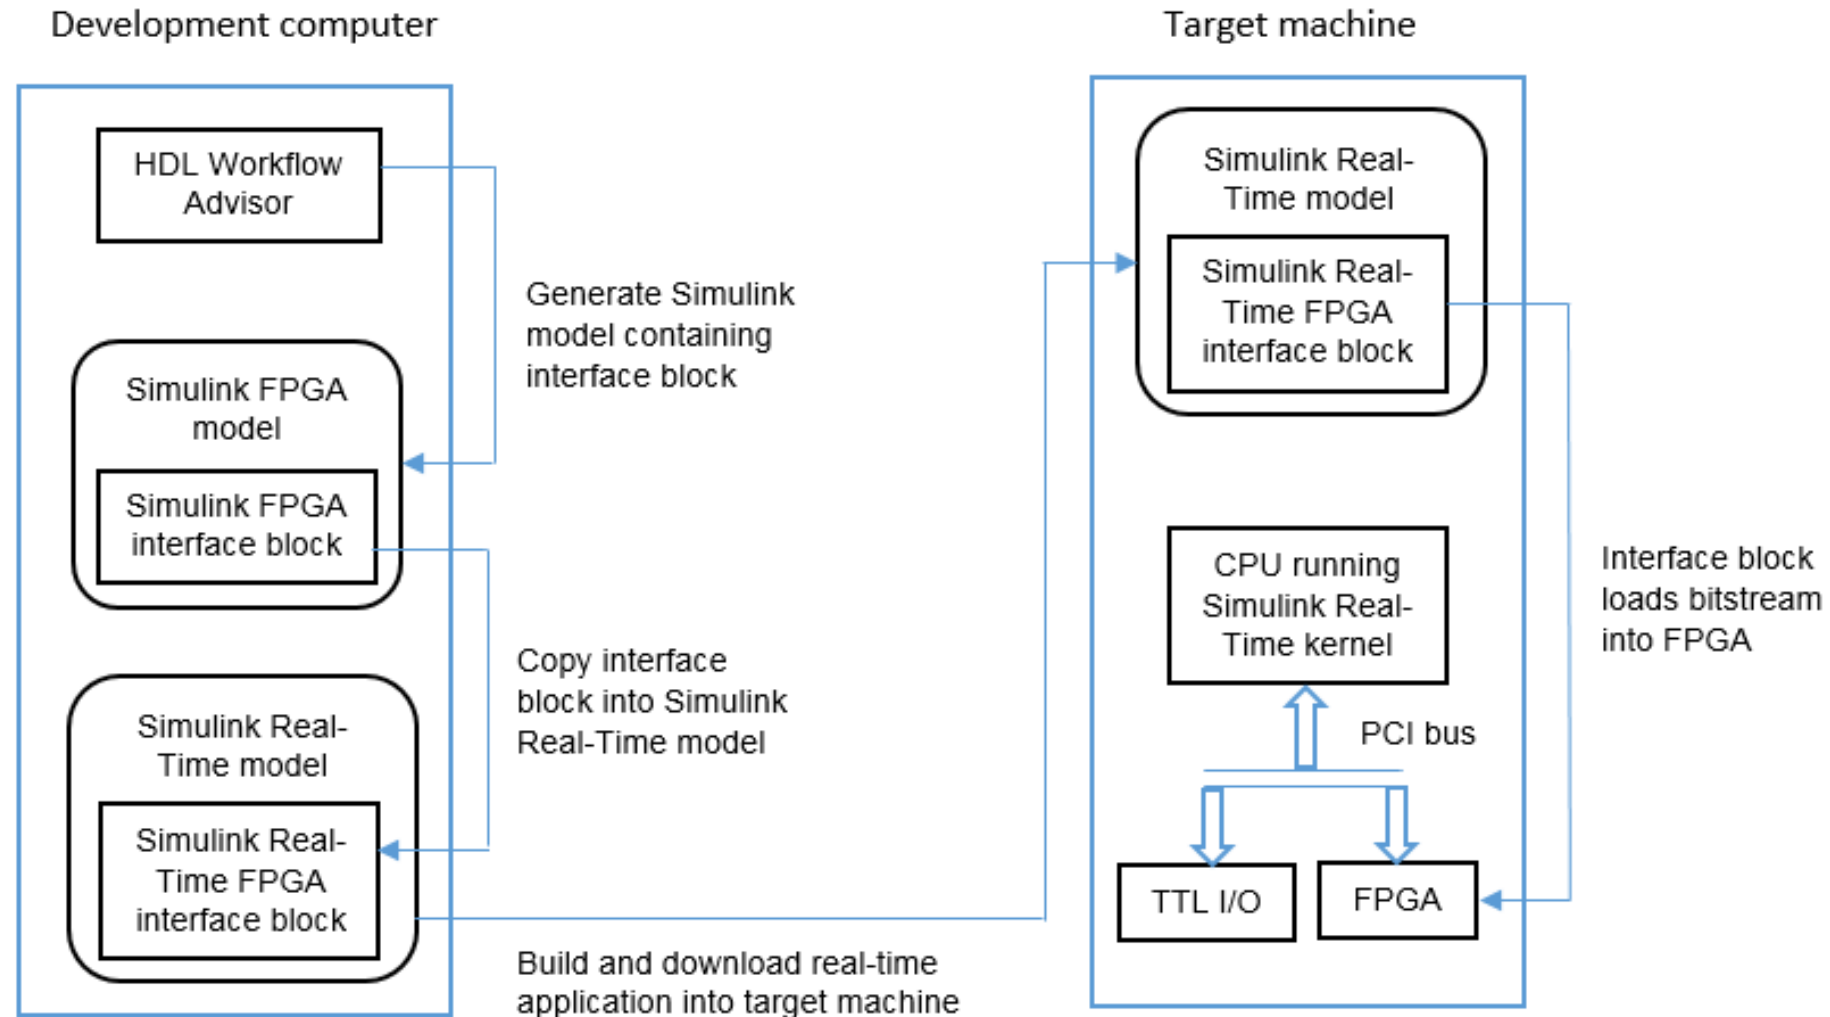 Development computer
HDL Workflow
Advisor
Generate Simulink
model containing
interface block
Simulink FPGA
model
Simulink FPGA
interface block
Copy interface
block into Simulink
Real-Time model
Simulink Real-
Time model
Simulink Real-
Time FPGA
interface block
Build and download real-time
application into target machine
Target machine
Simulink Real-
Time model
Simulink Real-
Time FPGA
interface block
Interface block
loads bitstream
into FPGA
CPU running
Simulink Real-
Time kernel
PCI bus
TTL I/O
FPGA